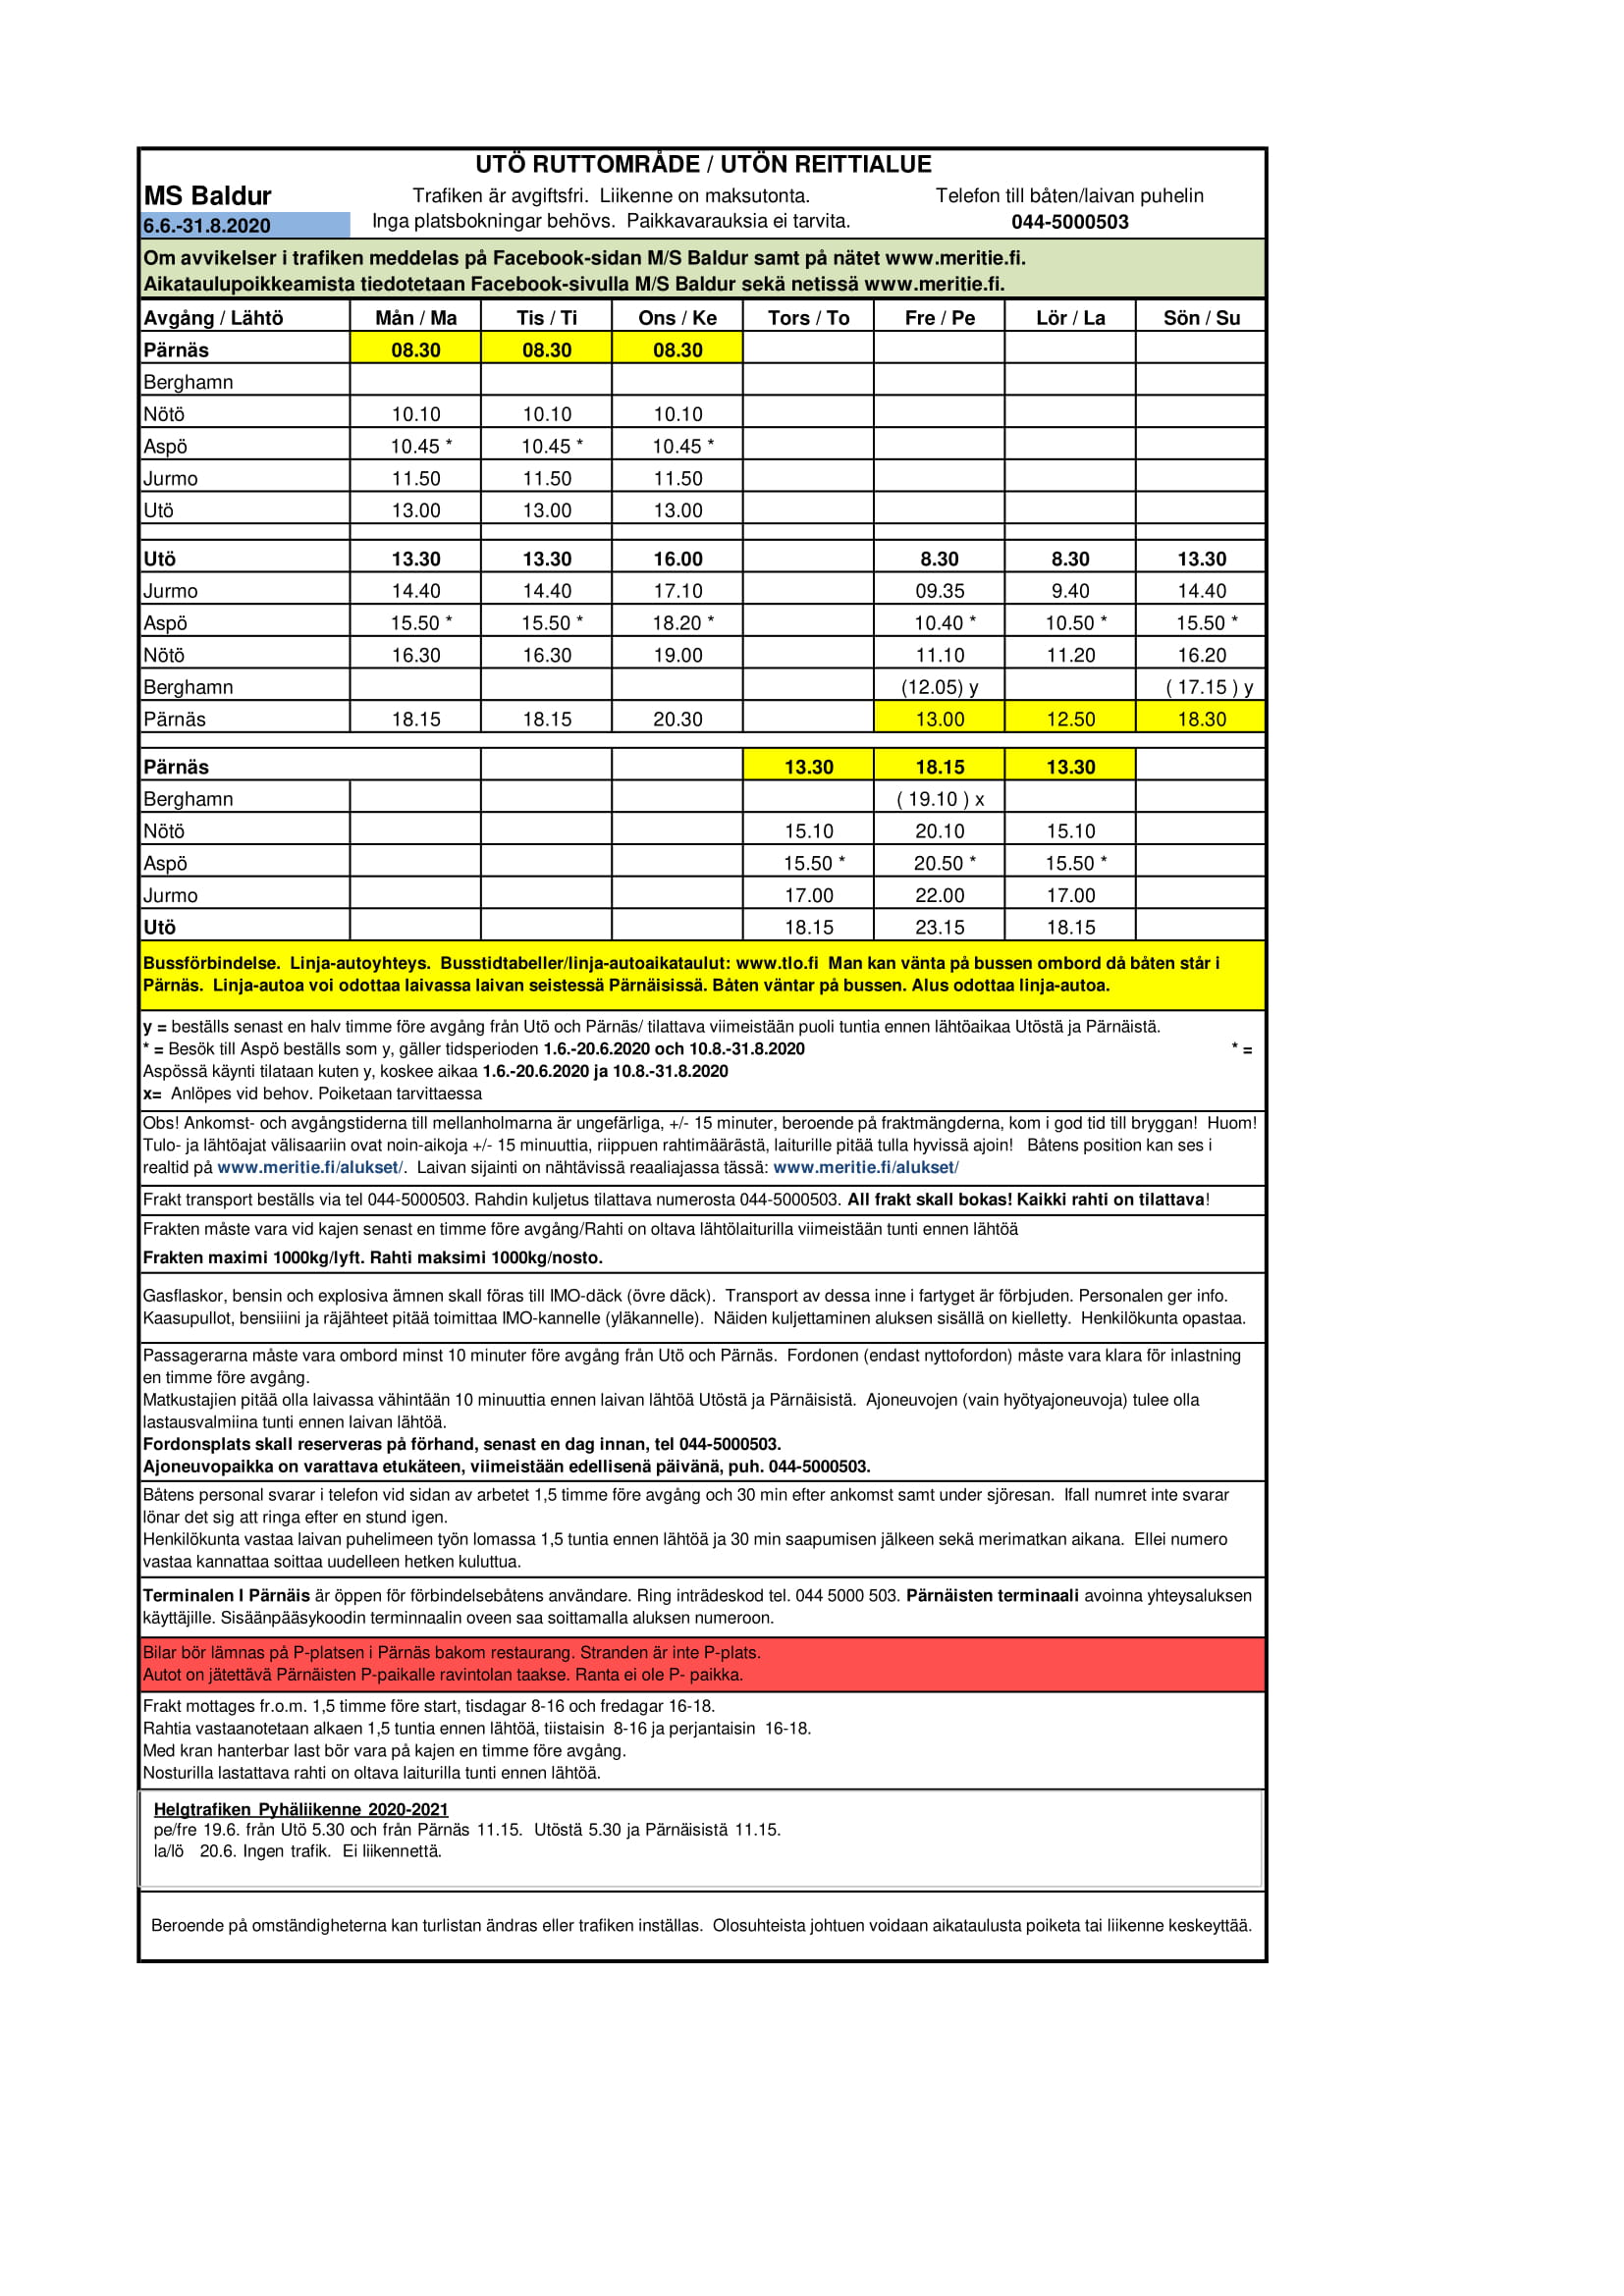 UTÖ RUTTOMRÅDE / UTÖN REITTIALUE
MS Baldur Trafiken är avgiftsfri. Liikenne on maksutonta. Telefon till båten/laivan puhelin
6.6.-31.8.2020 Inga platsbokningar behövs. Paikkavarauksia ei tarvita. 044-5000503
Om avvikelser i trafiken meddelas på Facebook-sidan M/S Baldur samt på nätet www.meritie.fi.
Aikataulupoikkeamista tiedotetaan Facebook-sivulla M/S Baldur sekä netissä www.meritie.fi.
Avgång / Lähtö Mån / Ma Tis / Ti Ons / Ke Tors / To Fre / Pe Lör / La Sön / Su
Pärnäs 08.30 08.30 08.30
Berghamn
Nötö 10.10 10.10 10.10
Aspö 10.45 * 10.45 * 10.45 *
Jurmo 11.50 11.50 11.50
Utö 13.00 13.00 13.00
Utö 13.30 13.30 16.00 8.30 8.30 13.30
Jurmo 14.40 14.40 17.10 09.35 9.40 14.40
Aspö 15.50 * 15.50 * 18.20 * 10.40 * 10.50 * 15.50 *
Nötö 16.30 16.30 19.00 11.10 11.20 16.20
Berghamn (12.05) y ( 17.15 ) y
Pärnäs 18.15 18.15 20.30 13.00 12.50 18.30
Pärnäs 13.30 18.15 13.30
Berghamn ( 19.10 ) x
Nötö 15.10 20.10 15.10
Aspö 15.50 * 20.50 * 15.50 *
Jurmo 17.00 22.00 17.00
Utö 18.15 23.15 18.15
Bussförbindelse. Linja-autoyhteys. Busstidtabeller/linja-autoaikataulut: www.tlo.fi Man kan vänta på bussen ombord då båten står i
Pärnäs. Linja-autoa voi odottaa laivassa laivan seistessä Pärnäisissä. Båten väntar på bussen. Alus odottaa linja-autoa.
y = beställs senast en halv timme före avgång från Utö och Pärnäs/ tilattava viimeistään puoli tuntia ennen lähtöaikaa Utöstä ja Pärnäistä.
* = Besök till Aspö beställs som y, gäller tidsperioden 1.6.-20.6.2020 och 10.8.-31.8.2020 * =
Aspössä käynti tilataan kuten y, koskee aikaa 1.6.-20.6.2020 ja 10.8.-31.8.2020
x= Anlöpes vid behov. Poiketaan tarvittaessa
Obs! Ankomst- och avgångstiderna till mellanholmarna är ungefärliga, +/- 15 minuter, beroende på fraktmängderna, kom i god tid till bryggan! Huom!
Tulo- ja lähtöajat välisaariin ovat noin-aikoja +/- 15 minuuttia, riippuen rahtimäärästä, laiturille pitää tulla hyvissä ajoin! Båtens position kan ses i
realtid på www.meritie.fi/alukset/. Laivan sijainti on nähtävissä reaaliajassa tässä: www.meritie.fi/alukset/
Frakt transport beställs via tel 044-5000503. Rahdin kuljetus tilattava numerosta 044-5000503. All frakt skall bokas! Kaikki rahti on tilattava!
Frakten måste vara vid kajen senast en timme före avgång/Rahti on oltava lähtölaiturilla viimeistään tunti ennen lähtöä
Frakten maximi 1000kg/lyft. Rahti maksimi 1000kg/nosto.
Gasflaskor, bensin och explosiva ämnen skall föras till IMO-däck (övre däck). Transport av dessa inne i fartyget är förbjuden. Personalen ger info.
Kaasupullot, bensiiini ja räjähteet pitää toimittaa IMO-kannelle (yläkannelle). Näiden kuljettaminen aluksen sisällä on kielletty. Henkilökunta opastaa.
Passagerarna måste vara ombord minst 10 minuter före avgång från Utö och Pärnäs. Fordonen (endast nyttofordon) måste vara klara för inlastning
en timme före avgång.
Matkustajien pitää olla laivassa vähintään 10 minuuttia ennen laivan lähtöä Utöstä ja Pärnäisistä. Ajoneuvojen (vain hyötyajoneuvoja) tulee olla
lastausvalmiina tunti ennen laivan lähtöä.
Fordonsplats skall reserveras på förhand, senast en dag innan, tel 044-5000503.
Ajoneuvopaikka on varattava etukäteen, viimeistään edellisenä päivänä, puh. 044-5000503.
Båtens personal svarar i telefon vid sidan av arbetet 1,5 timme före avgång och 30 min efter ankomst samt under sjöresan. Ifall numret inte svarar
lönar det sig att ringa efter en stund igen.
Henkilökunta vastaa laivan puhelimeen työn lomassa 1,5 tuntia ennen lähtöä ja 30 min saapumisen jälkeen sekä merimatkan aikana. Ellei numero
vastaa kannattaa soittaa uudelleen hetken kuluttua.
Terminalen I Pärnäis är öppen för förbindelsebåtens användare. Ring inträdeskod tel. 044 5000 503. Pärnäisten terminaali avoinna yhteysaluksen
käyttäjille. Sisäänpääsykoodin terminnaalin oveen saa soittamalla aluksen numeroon.
Bilar bör lämnas på P-platsen i Pärnäs bakom restaurang. Stranden är inte P-plats.
Autot on jätettävä Pärnäisten P-paikalle ravintolan taakse. Ranta ei ole P- paikka.
Frakt mottages fr.o.m. 1,5 timme före start, tisdagar 8-16 och fredagar 16-18.
Rahtia vastaanotetaan alkaen 1,5 tuntia ennen lähtöä, tiistaisin 8-16 ja perjantaisin 16-18.
Med kran hanterbar last bör vara på kajen en timme före avgång.
Nosturilla lastattava rahti on oltava laiturilla tunti ennen lähtöä.
Helgtrafiken Pyhäliikenne 2020-2021
pe/fre 19.6. från Utö 5.30 och från Pärnäs 11.15. Utöstä 5.30 ja Pärnäisistä 11.15.
la/lö 20.6. Ingen trafik. Ei liikennettä.
Beroende på omständigheterna kan turlistan ändras eller trafiken inställas. Olosuhteista johtuen voidaan aikataulusta poiketa tai liikenne keskeyttää.